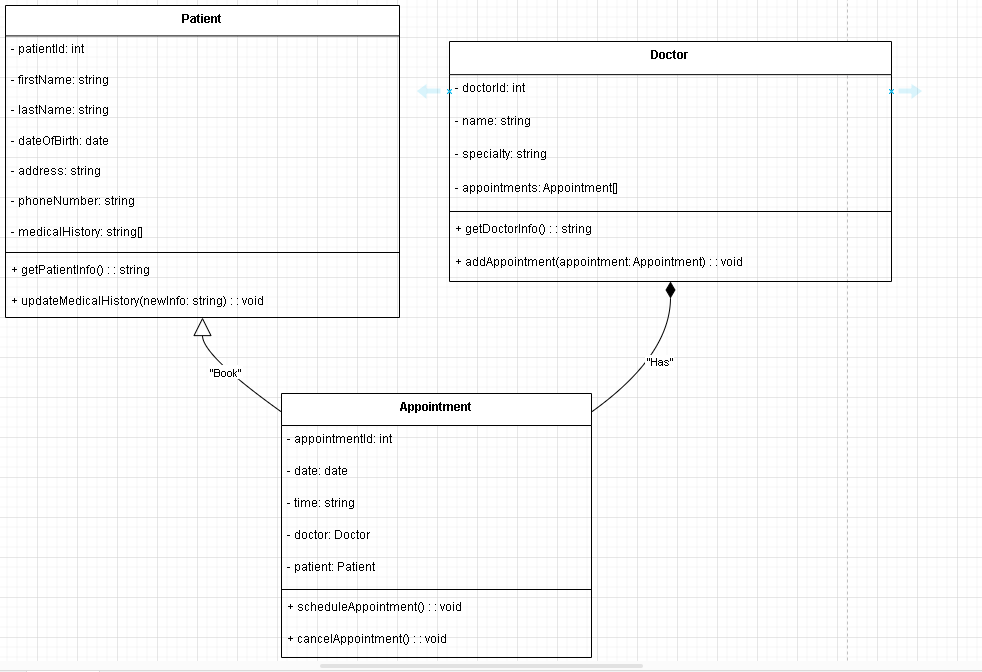 Patient
- patientId: int
- firstName: string
- lastName: string
- dateOfBirth: date
- address: string
- phoneNumber: string
- medicalHistory: string[]
+ getPatientInfo() : : string
+ updateMedicalHistory(newInfo: string) : : void
Doctor
- doctorId: int
- name: string
- specialty: string
- appointments: Appointment[]
+ getDoctorInfo() : : string
+ addAppointment(appointment: Appointment) : : void
"Book"
"Has"
Appointment
- appointmentId: int
- date: date
- time: string
- doctor: Doctor
- patient: Patient
+ scheduleAppointment() : : void
+ cancelAppointment() : : void